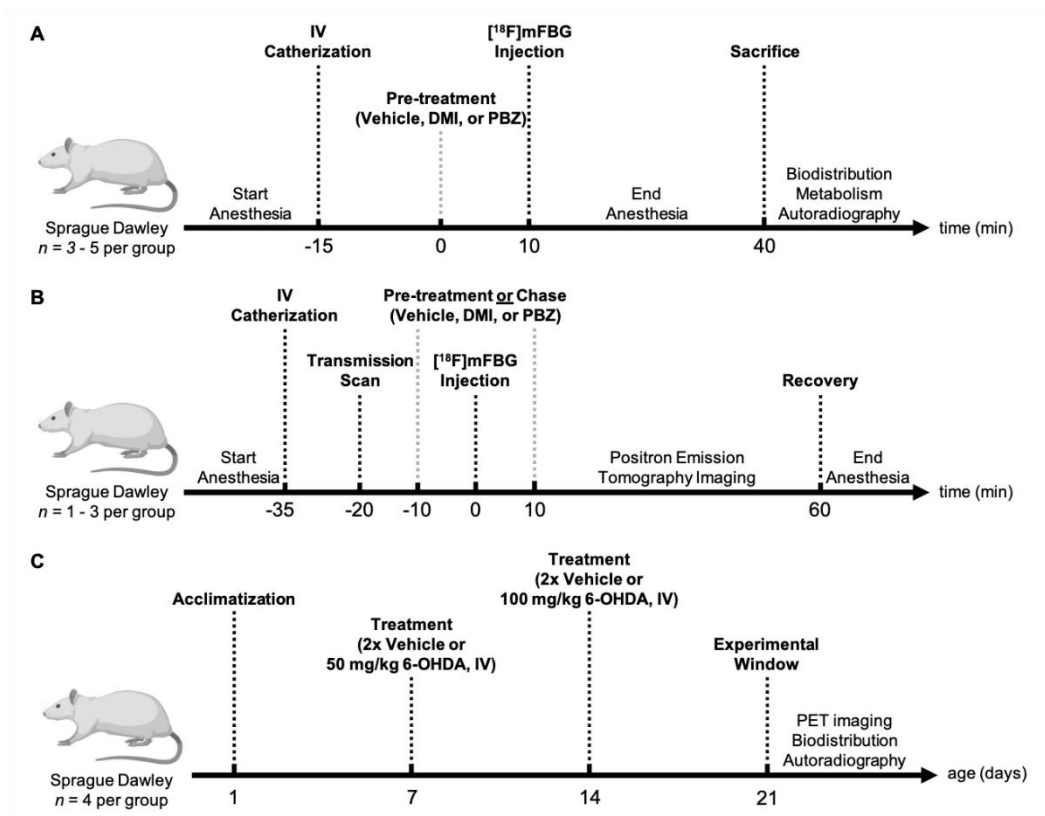 A
IV
Catherization
[¹⁸F]mFBG
Injection
Sacrifice
Pre-treatment
(Vehicle, DMI, or PBZ)
Start
Anesthesia
End
Anesthesia
Biodistribution
Metabolism
Autoradiography
Sprague Dawley
n = 3 - 5 per group
-15
0
10
40
time (min)
B
IV
Catherization
Pre-treatment or Chase
(Vehicle, DMI, or PBZ)
Transmission
Scan
[¹⁸F]mFBG
Injection
Recovery
Start
Anesthesia
Positron Emission
Tomography Imaging
End
Anesthesia
Sprague Dawley
n = 1 - 3 per group
-35
-20
-10
0
10
60
time (min)
C
Acclimatization
Treatment
(2x Vehicle or
50 mg/kg 6-OHDA, IV)
Treatment
(2x Vehicle or
100 mg/kg 6-OHDA, IV)
Experimental
Window
PET imaging
Biodistribution
Autoradiography
Sprague Dawley
n = 4 per group
1
7
14
21
age (days)